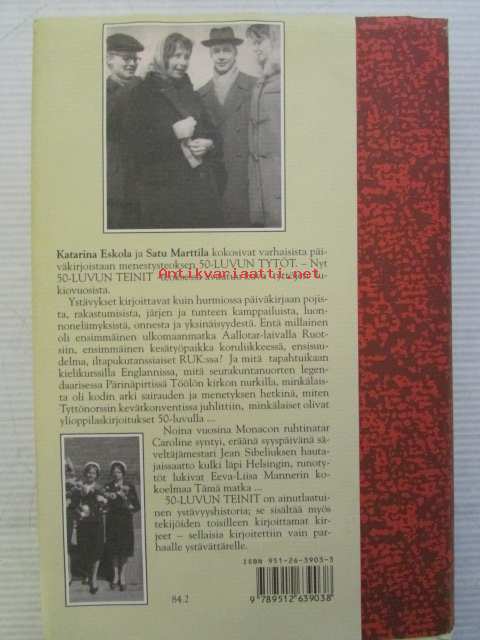 Katarina Eskola ja Satu Marttila kokosivat varhaisista päi-
väkirjoistaan menestysteoksen 50-LUVUN TYTÖT. – Nyt
50-LUVUN TEINIT
kiovuosista.
Ystävykset kirjoittavat kuin hurmiossa päiväkirjaan pojis-
ta, rakastumisista, järjen ja tunteen kamppailuista, luon-
nonelämyksistä, onnesta ja yksinäisyydestä. Entä millainen
oli ensimmäinen ulkomaanmatka Aallotar-laivalla Ruot-
siin, ensimmäinen kesätyöpaikka korulukkeessä, ensisuu-
delma, iltapukutanssiaiset RUK:ssa? Ja mitä tapahtuikaan
kielikurssilla Englannissa, mitä seurakuntanuorten legen-
daarisessa Pärinäpirtissä Töölön kirkon nurkilla, minkälais-
ta oli kodin arki sairauden ja menetyksen hetkinä, miten
Tyttönorssin kevätkonventissa juhlittiin, minkälaiset olivat
ylioppilaskirjoitukset 50-luvulla ...
Noina vuosina Monacon ruhtinatar
Caroline syntyi, eräänä syyspäivänä sä-
veltäjämestari Jean Sibeliuksen hauta-
jaissaatto kulki läpi Helsingin, runotyt-
töt lukivat Eeva-Liisa Mannerin ko-
koelmaa Tämä matka ...
50-LUVUN TEINIT on ainutlaatui-
nen ystävyyshistoria; se sisältää myös
tekijöiden toisilleen kirjoittamat kir-
jeet – sellaisia kirjoitettiin vain par-
haalle ystävättärelle.
Antikvariaatti.net
ISBN 951-26-3903-3
84.2
9 789512 639038